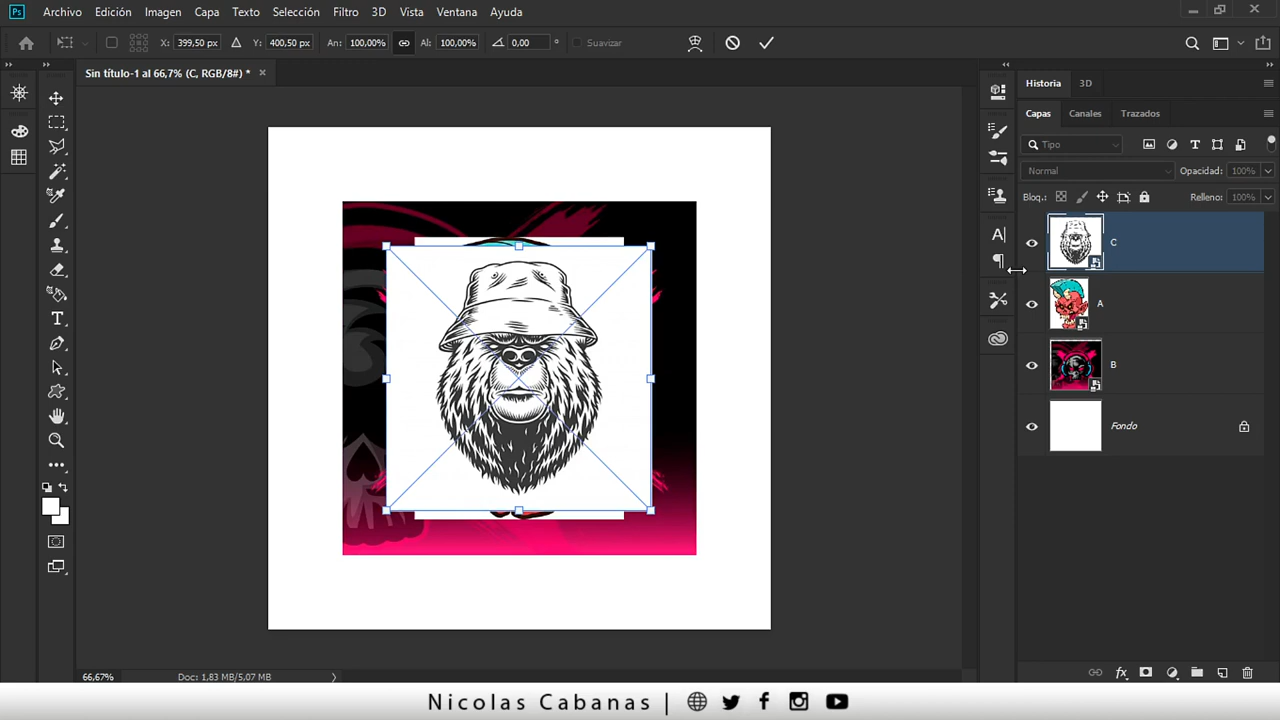 Ps Archivo Edición Imagen Capa Texto Selección Filtro 3D Vista Ventana Ayuda
X: 399,50 px Y: 400,50 px An: 100,00% Al: 100,00% 0,00 ° Suavizar
Sin título-1 al 66,7% (C, RGB/8#) *
Historia 3D
Capas Canales Trazados
Tipo
Normal Opacidad: 100%
Bloq.: Relleno: 100%
C
A
B
Fondo
66,67% Doc: 1,83 MB/5,07 MB
Nicolas Cabanas |